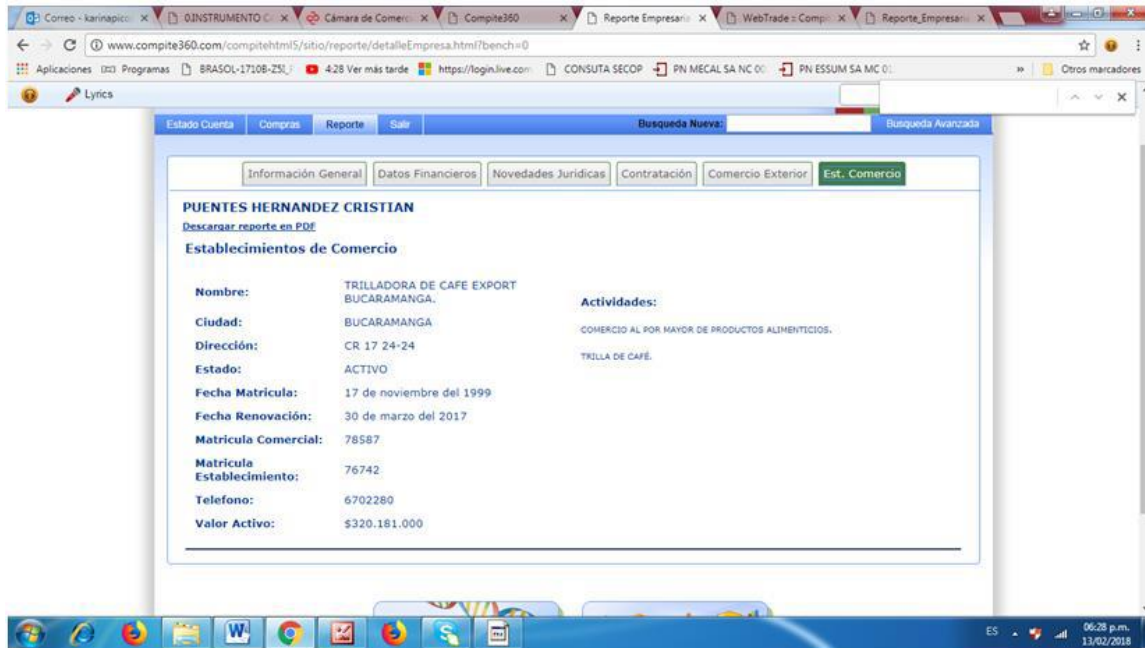 Correo - karinapico
0.INSTRUMENTO C
Cámara de Comerc
Compite360
Reporte Empresaria
WebTrade :: Compi
Reporte_Empresari
www.compite360.com/compitehtml5/sitio/reporte/detalleEmpresa.html?bench=0
Aplicaciones
Programas
BRASOL-1710B-Z5I_F
4:28 Ver más tarde
https://login.live.com
CONSUTA SECOP
PN MECAL SA NC 00
PN ESSUM SA MC 01
»
Otros marcadores
Lyrics
Estado Cuenta Compras Reporte Salir Busqueda Nueva: Busqueda Avanzada
Información General Datos Financieros Novedades Jurídicas Contratación Comercio Exterior Est. Comercio
PUENTES HERNANDEZ CRISTIAN
Descargar reporte en PDF
Establecimientos de Comercio
Nombre: TRILLADORA DE CAFE EXPORT
BUCARAMANGA.
Ciudad: BUCARAMANGA
Dirección: CR 17 24-24
Estado: ACTIVO
Fecha Matricula: 17 de noviembre del 1999
Fecha Renovación: 30 de marzo del 2017
Matricula Comercial: 78587
Matricula
Establecimiento: 76742
Telefono: 6702280
Valor Activo: $320.181.000
Actividades:
COMERCIO AL POR MAYOR DE PRODUCTOS ALIMENTICIOS.
TRILLA DE CAFÉ.
ES
06:28 p.m.
13/02/2018